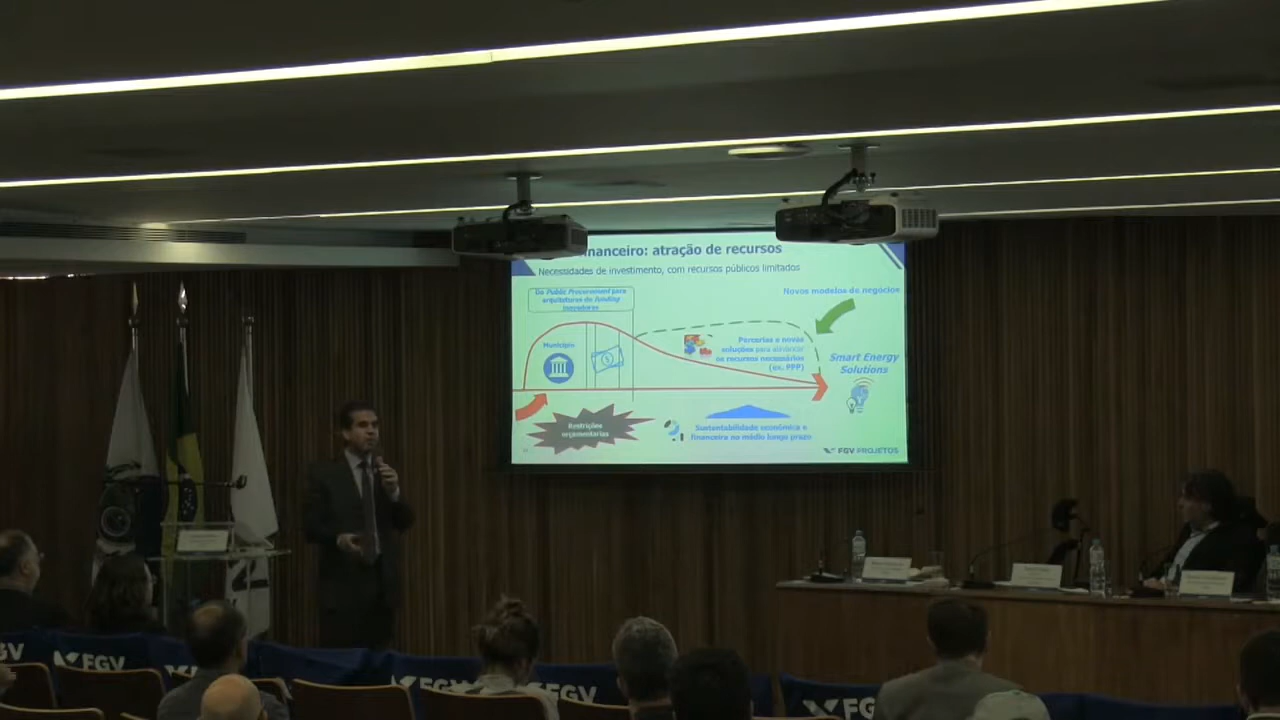 nanceiro: atração de recursos
Necessidades de investimento, com recursos públicos limitados
Do Public Procurement para
arquiteturas de funding
inovadoras
Novos modelos de negócios
Município
Parcerias e novas
soluções para alavancar
os recursos necessários
(ex. PPP)
Smart Energy
Solutions
Restrições
orçamentárias
Sustentabilidade econômica e
financeira no médio longo prazo
FGV PROJETOS
FGV
FGV
FGV